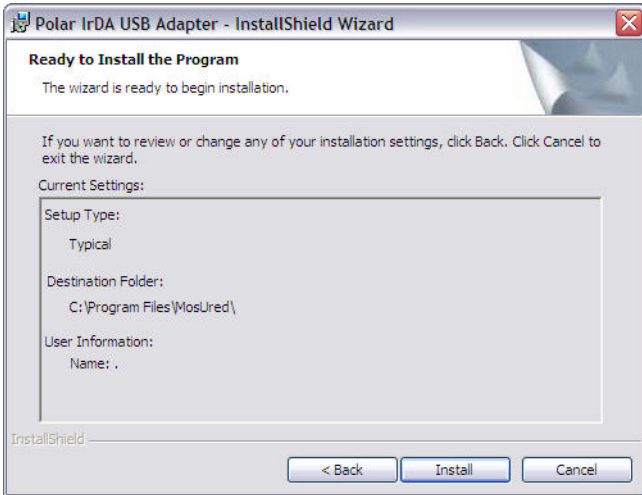 Polar IrDA USB Adapter - InstallShield Wizard
Ready to Install the Program
The wizard is ready to begin installation.
If you want to review or change any of your installation settings, click Back. Click Cancel to
exit the wizard.
Current Settings:
Setup Type:
Typical
Destination Folder:
C:\Program Files\MosUred\
User Information:
Name: .
InstallShield
< Back Install Cancel